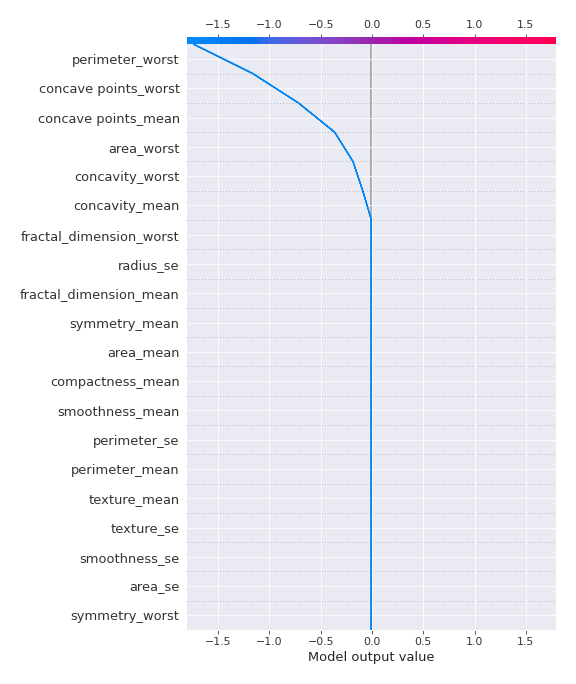 −1.5 −1.0 −0.5 0.0 0.5 1.0 1.5
perimeter_worst
concave points_worst
concave points_mean
area_worst
concavity_worst
concavity_mean
fractal_dimension_worst
radius_se
fractal_dimension_mean
symmetry_mean
area_mean
compactness_mean
smoothness_mean
perimeter_se
perimeter_mean
texture_mean
texture_se
smoothness_se
area_se
symmetry_worst
−1.5 −1.0 −0.5 0.0 0.5 1.0 1.5
Model output value